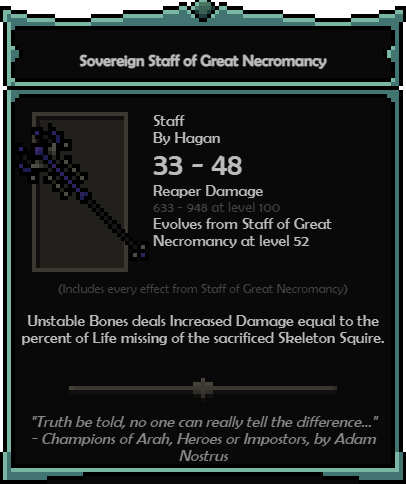 Sovereign Staff of Great Necromancy
Staff
By Hagan
33 - 48
Reaper Damage
633 - 948 at level 100
Evolves from Staff of Great
Necromancy at level 52
(Includes every effect from Staff of Great Necromancy)
Unstable Bones deals Increased Damage equal to the
percent of Life missing of the sacrificed Skeleton Squire.
"Truth be told, no one can really tell the difference..."
- Champions of Arah, Heroes or Impostors, by Adam
Nostrus